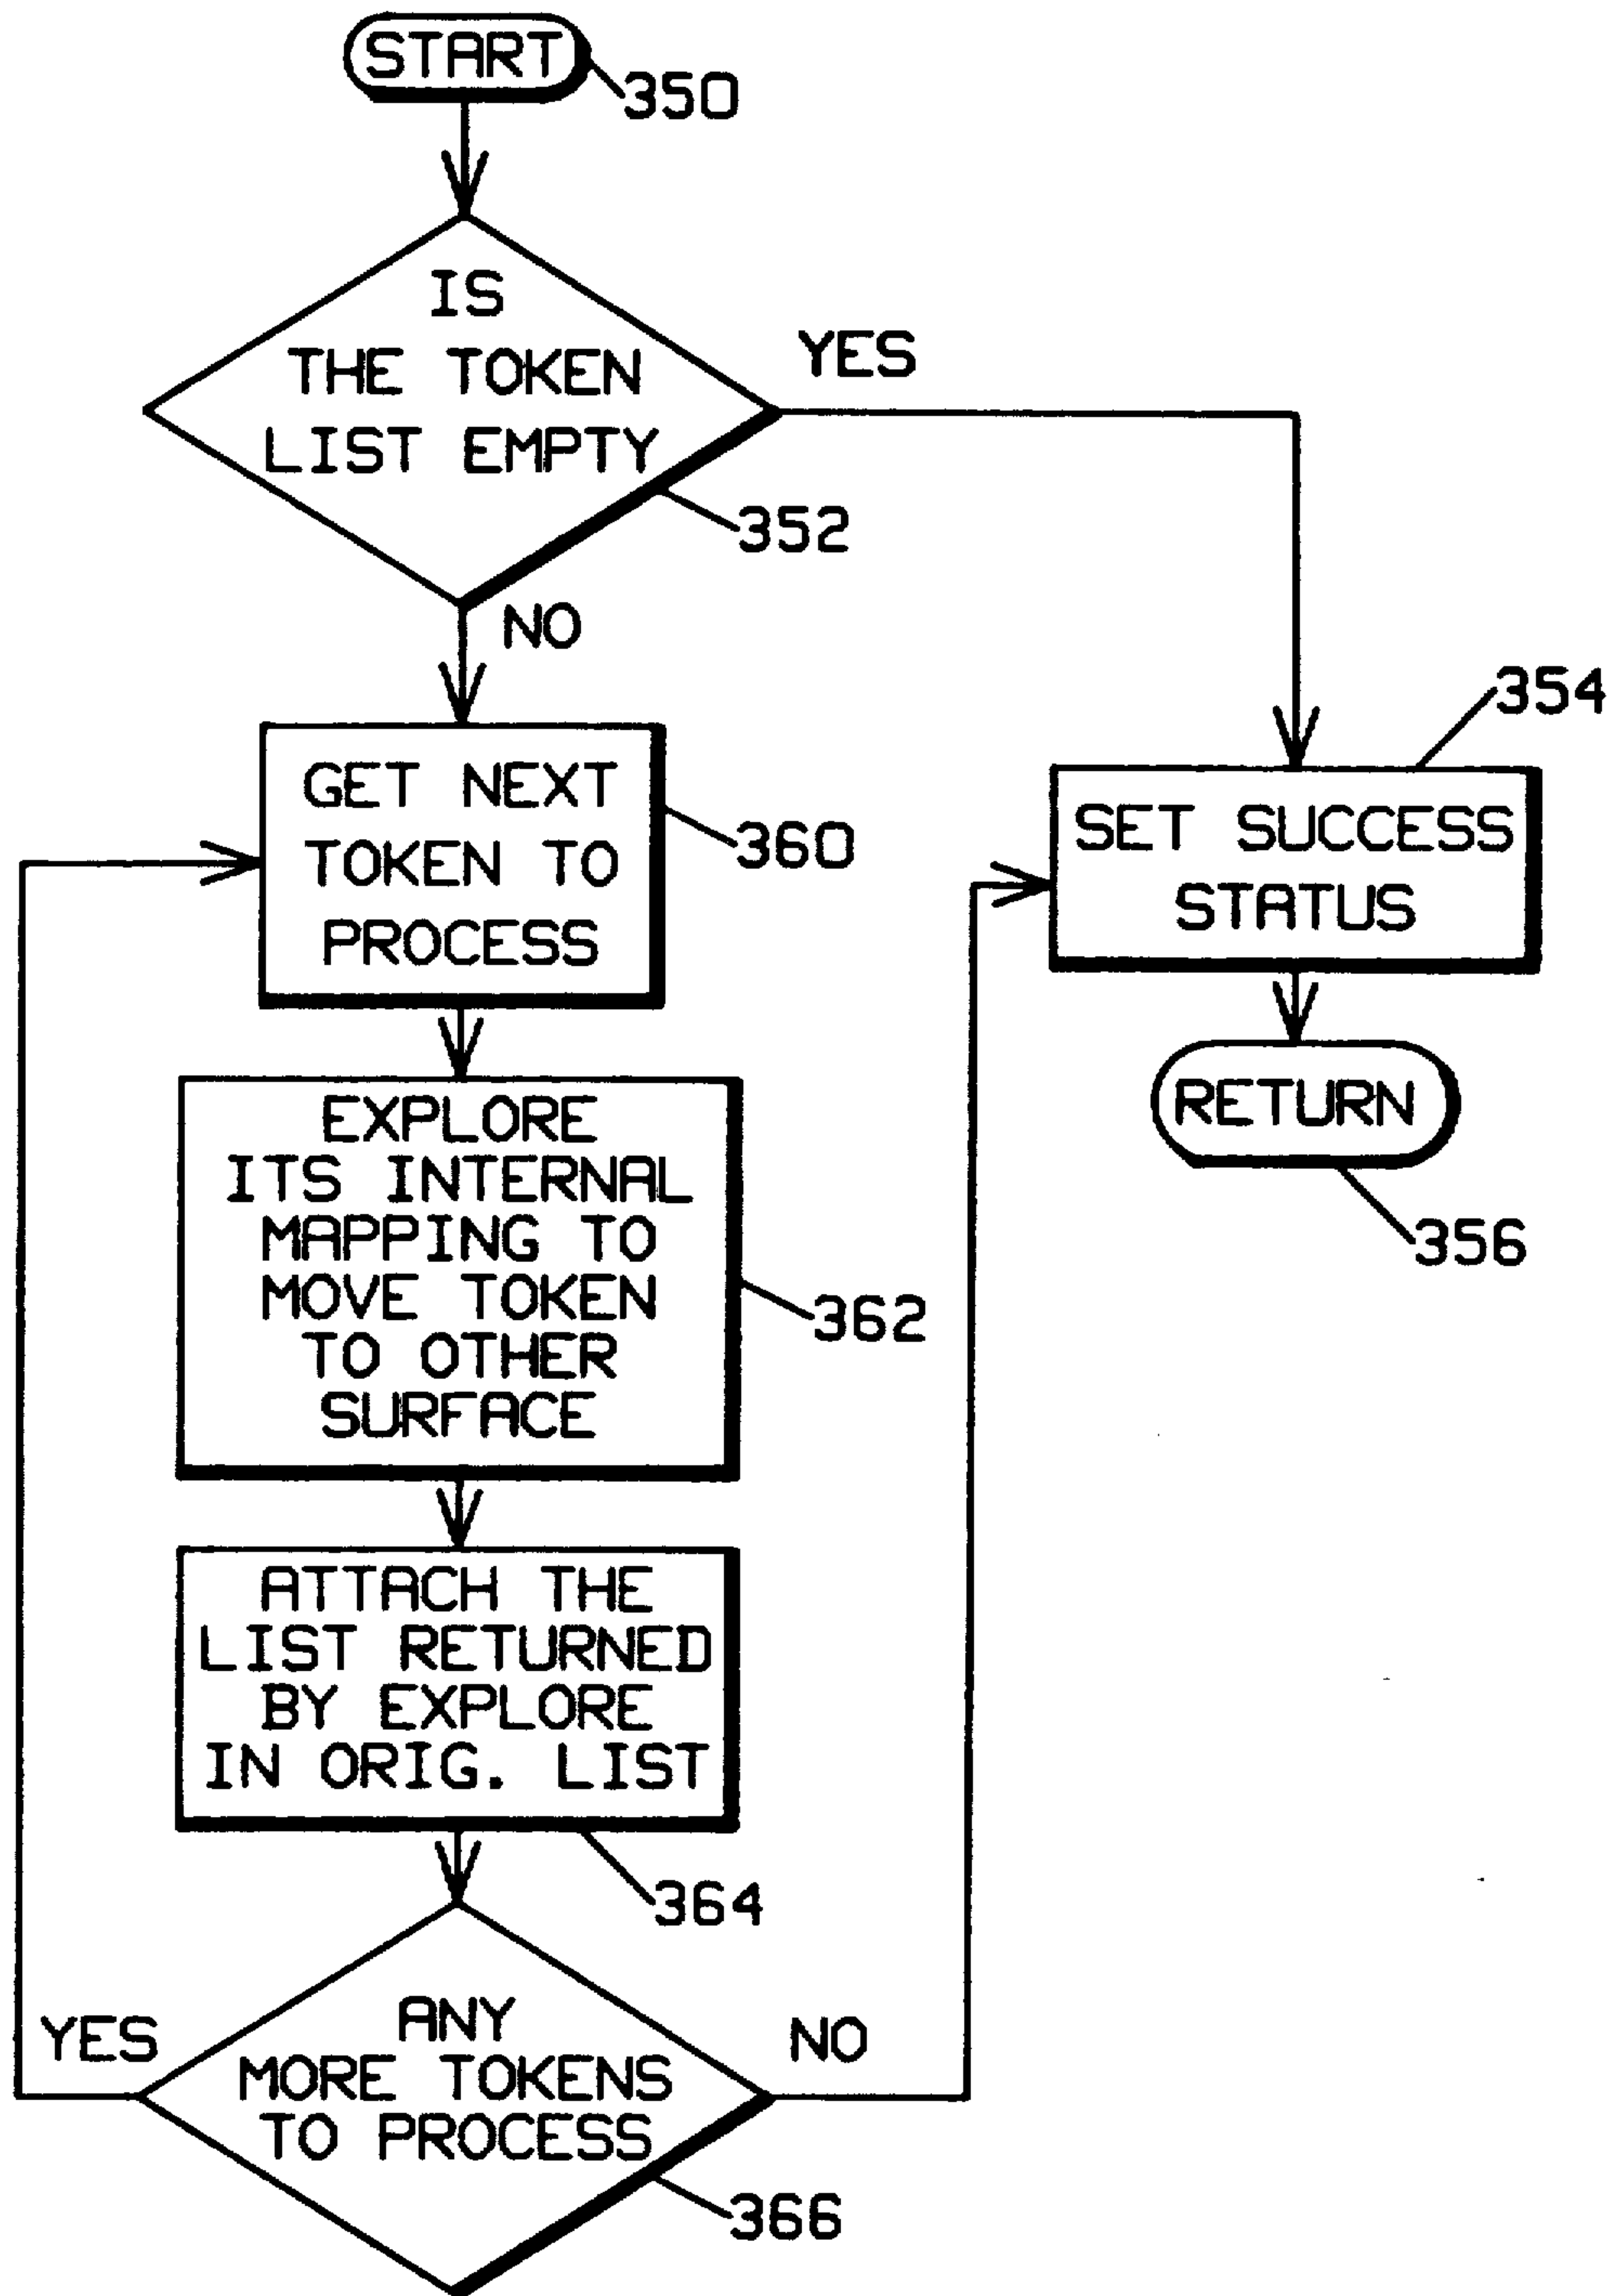 START
350
IS
THE TOKEN
LIST EMPTY
YES
352
NO
354
GET NEXT
TOKEN TO
PROCESS
360
SET SUCCESS
STATUS
RETURN
356
EXPLORE
ITS INTERNAL
MAPPING TO
MOVE TOKEN
TO OTHER
SURFACE
362
ATTACH THE
LIST RETURNED
BY EXPLORE
IN ORIG. LIST
364
YES
ANY
MORE TOKENS
TO PROCESS
NO
366